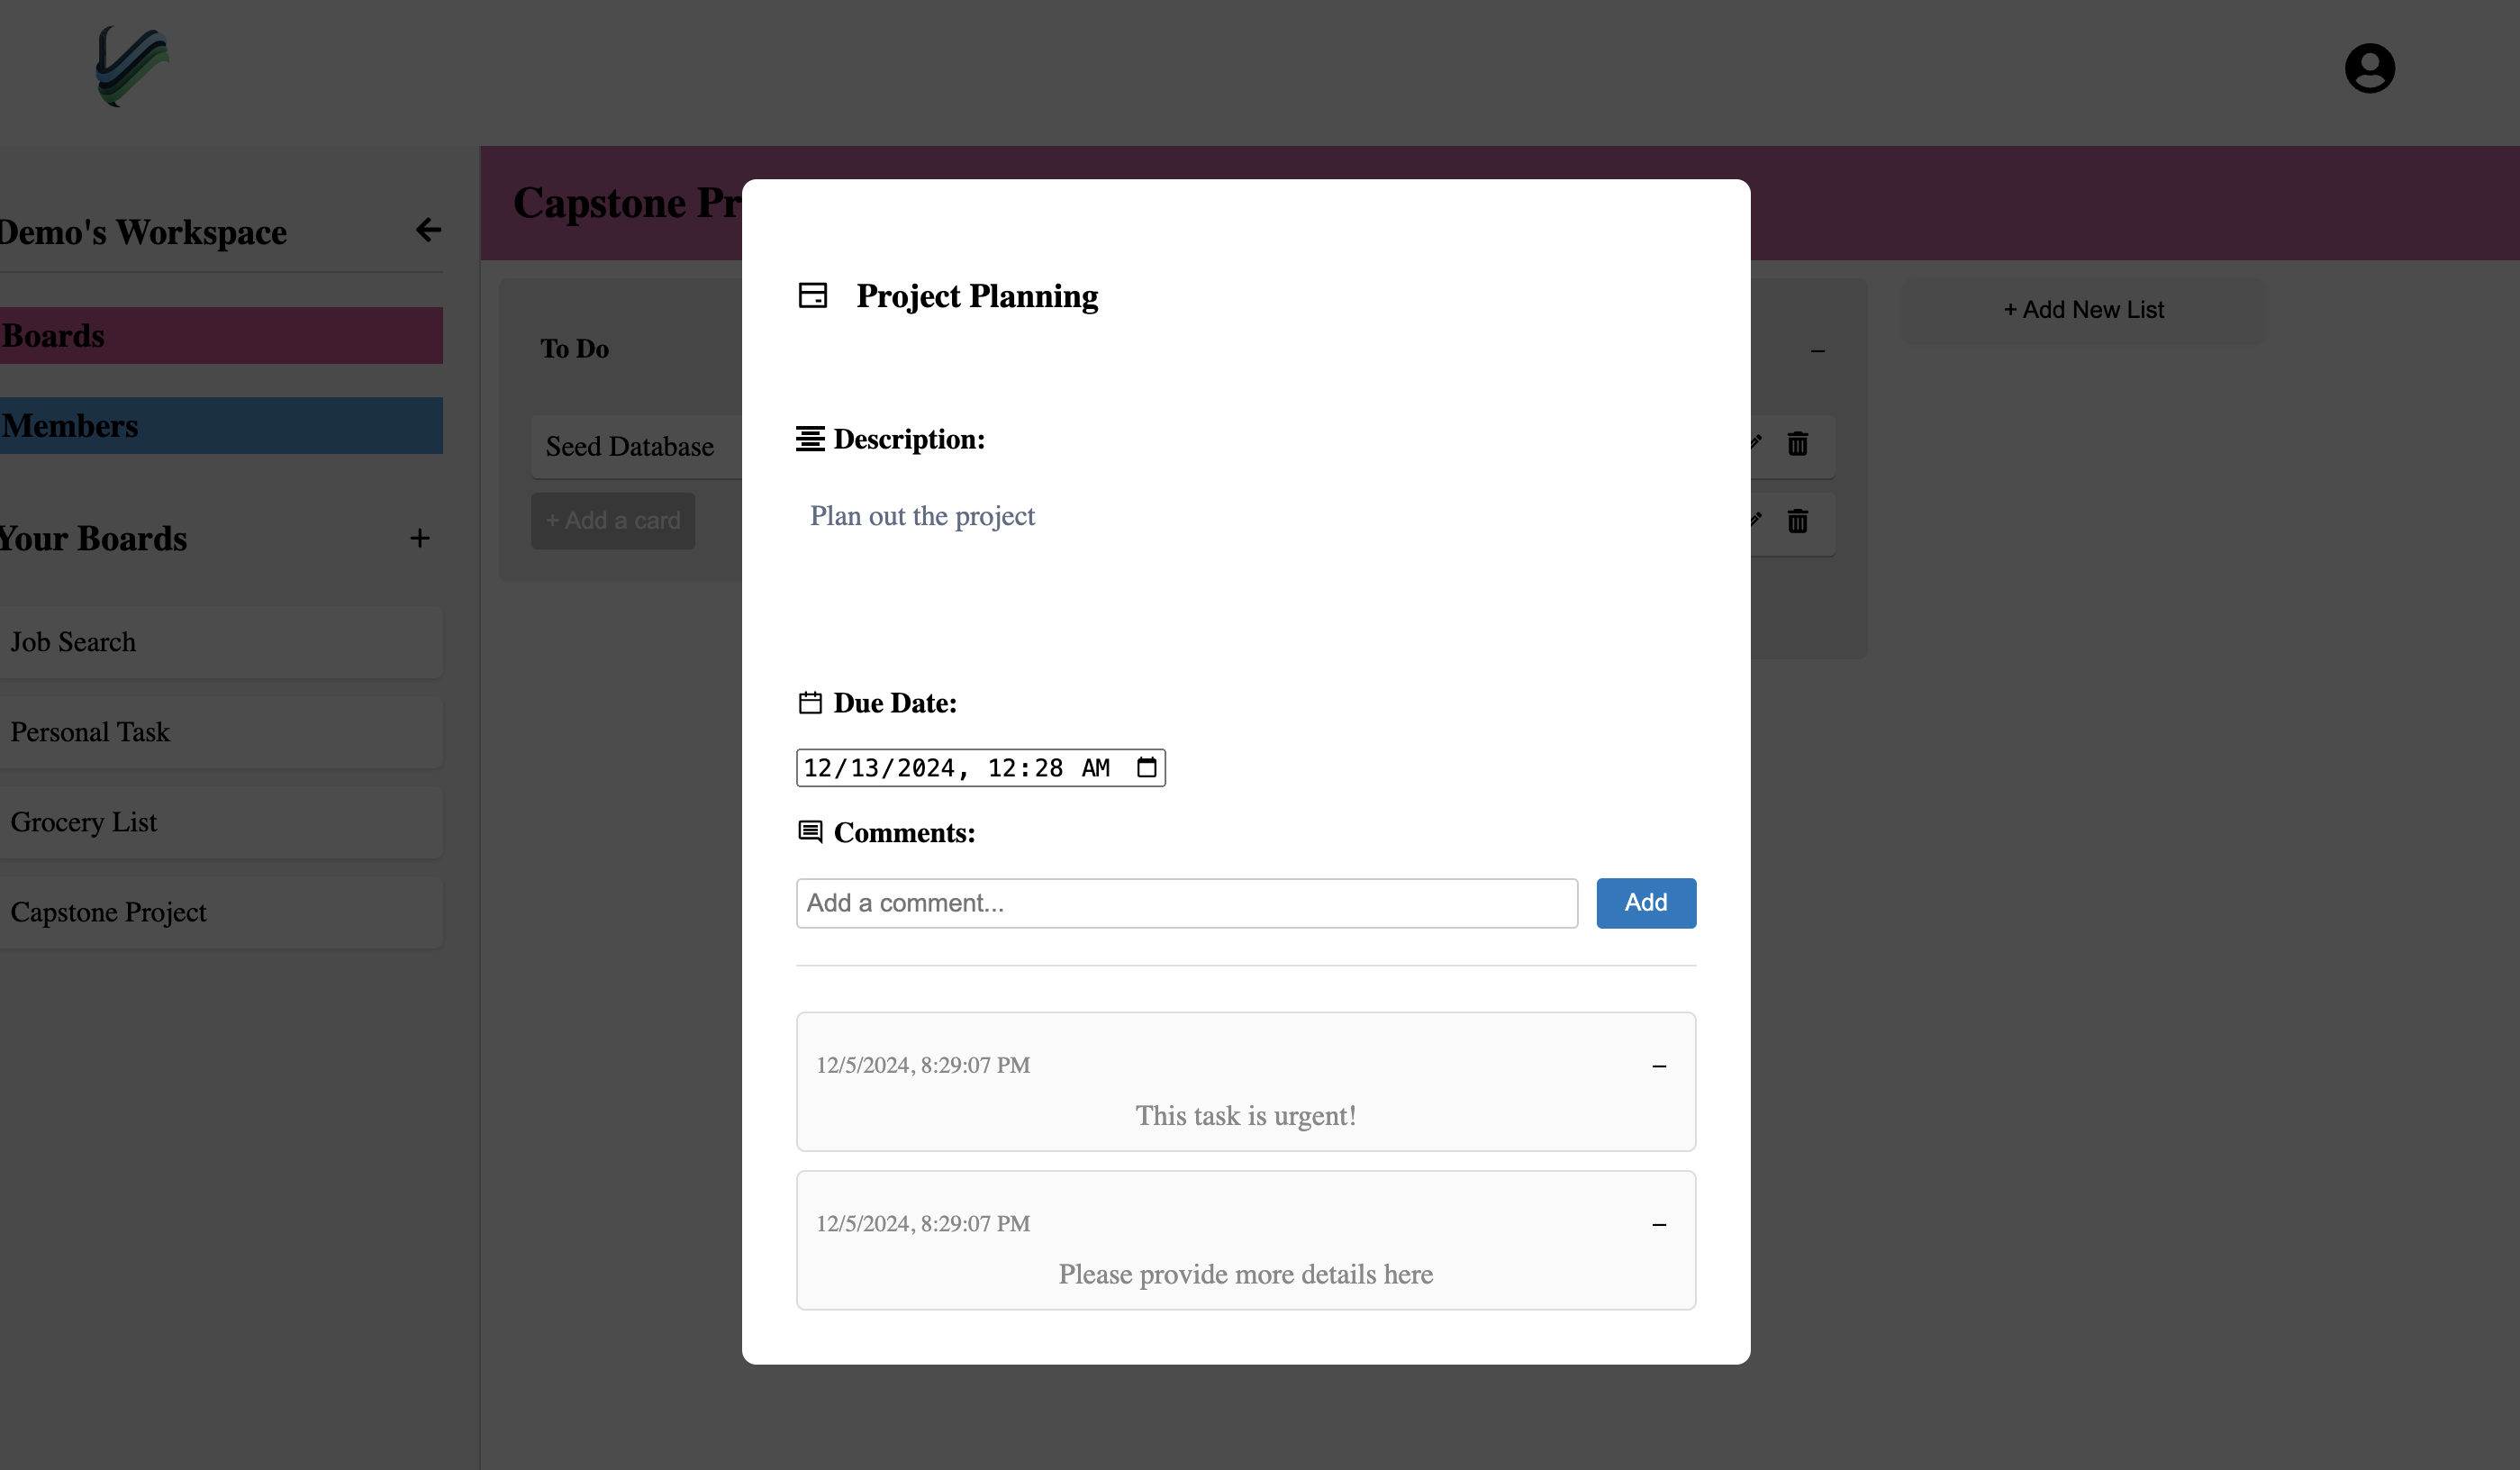 Demo's Workspace
Boards
Members
Your Boards
+
Job Search
Personal Task
Grocery List
Capstone Project
Capstone
To Do
Seed Database
+ Add a card
+ Add New List
Project Planning
Description:
Plan out the project
Due Date:
12/13/2024, 12:28 AM
Comments:
Add a comment...
Add
12/5/2024, 8:29:07 PM
This task is urgent!
12/5/2024, 8:29:07 PM
Please provide more details here